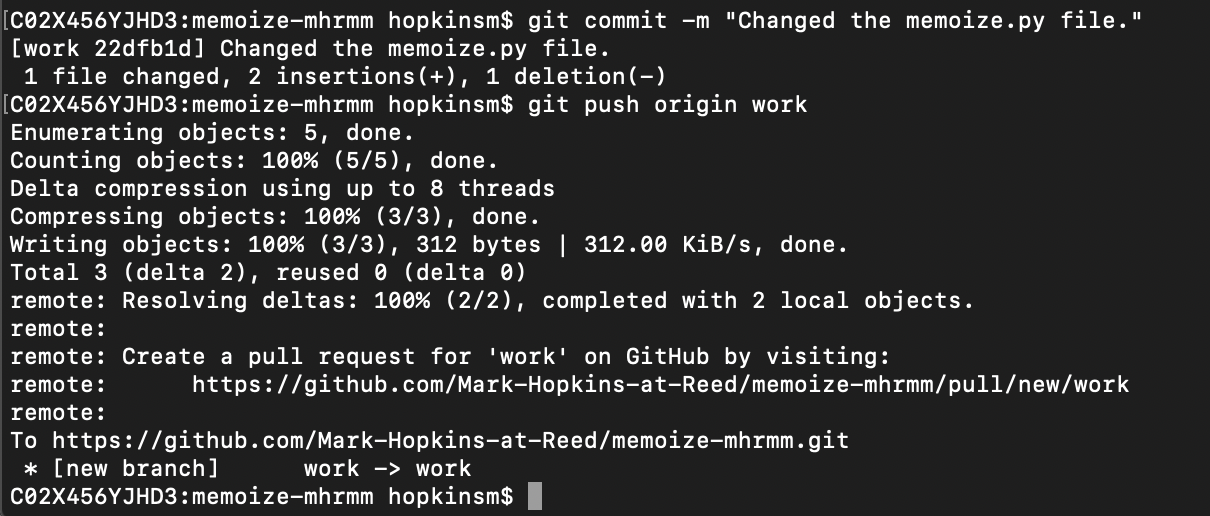 [C02X456YJHD3:memoize-mhrmm hopkinsm$ git commit -m "Changed the memoize.py file."
[work 22dfb1d] Changed the memoize.py file.
 1 file changed, 2 insertions(+), 1 deletion(-)
[C02X456YJHD3:memoize-mhrmm hopkinsm$ git push origin work
Enumerating objects: 5, done.
Counting objects: 100% (5/5), done.
Delta compression using up to 8 threads
Compressing objects: 100% (3/3), done.
Writing objects: 100% (3/3), 312 bytes | 312.00 KiB/s, done.
Total 3 (delta 2), reused 0 (delta 0)
remote: Resolving deltas: 100% (2/2), completed with 2 local objects.
remote:
remote: Create a pull request for 'work' on GitHub by visiting:
remote:      https://github.com/Mark-Hopkins-at-Reed/memoize-mhrmm/pull/new/work
remote:
To https://github.com/Mark-Hopkins-at-Reed/memoize-mhrmm.git
 * [new branch]      work -> work
C02X456YJHD3:memoize-mhrmm hopkinsm$